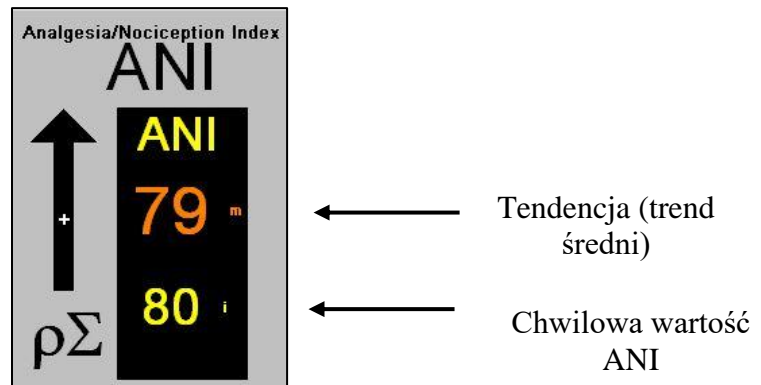 Analgesia/Nociception Index
ANI
ANI
79 m
+
80 i
ρΣ
Tendencja (trend
średni)
Chwilowa wartość
ANI